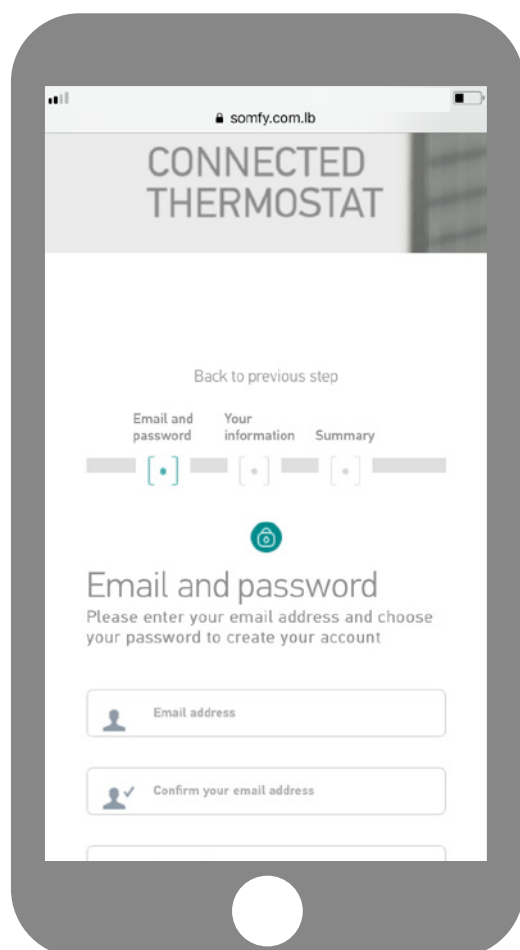 somfy.com.lb
CONNECTED
THERMOSTAT
Back to previous step
Email and
password
Your
information
Summary
Email and password
Please enter your email address and choose
your password to create your account
Email address
Confirm your email address